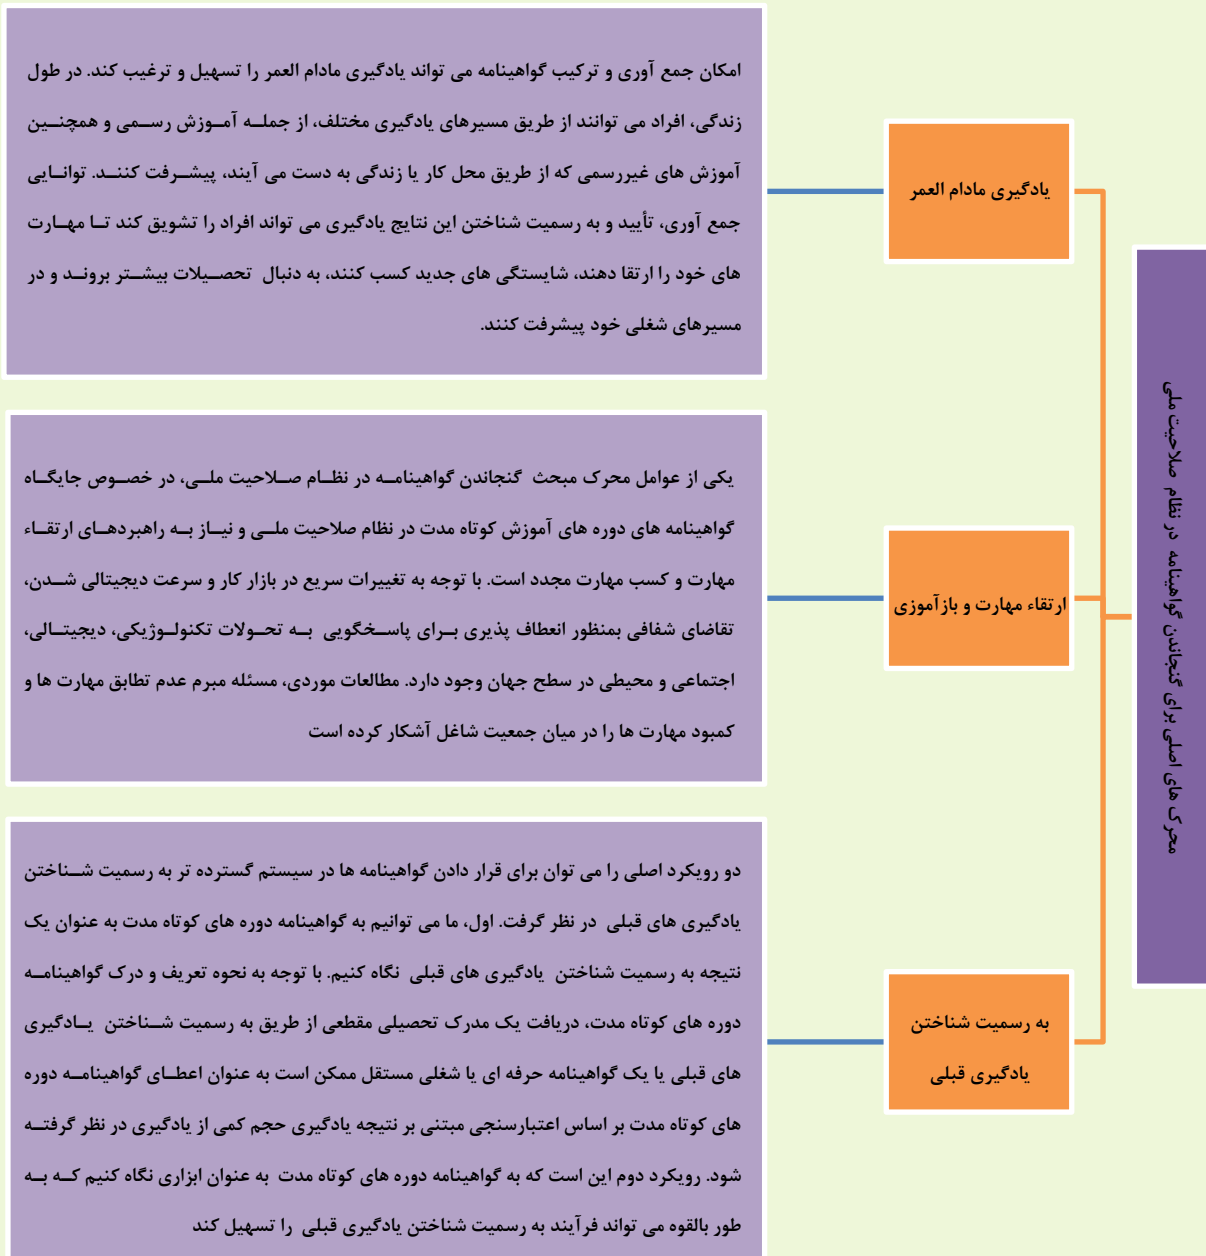 محرک های اصلی برای گنجاندن گواهینامه در نظام صلاحیت ملی
یادگیری مادام العمر
امکان جمع آوری و ترکیب گواهینامه می تواند یادگیری مادام العمر را تسهیل و ترغیب کند. در طول
زندگی، افراد می توانند از طریق مسیرهای یادگیری مختلف، از جمله آموزش رسمی و همچنین
آموزش های غیررسمی که از طریق محل کار یا زندگی به دست می آیند، پیشرفت کنند. توانایی
جمع آوری، تأیید و به رسمیت شناختن این نتایج یادگیری می تواند افراد را تشویق کند تا مهارت
های خود را ارتقا دهند، شایستگی های جدید کسب کنند، به دنبال تحصیلات بیشتر بروند و در
مسیرهای شغلی خود پیشرفت کنند.
ارتقاء مهارت و بازآموزی
یکی از عوامل محرک مبحث گنجاندن گواهینامه در نظام صلاحیت ملی، در خصوص جایگاه
گواهینامه های دوره های آموزش کوتاه مدت در نظام صلاحیت ملی و نیاز به راهبردهای ارتقاء
مهارت و کسب مهارت مجدد است. با توجه به تغییرات سریع در بازار کار و سرعت دیجیتالی شدن،
تقاضای شفافی بمنظور انعطاف پذیری برای پاسخگویی به تحولات تکنولوژیکی، دیجیتالی،
اجتماعی و محیطی در سطح جهان وجود دارد. مطالعات موردی، مسئله مبرم عدم تطابق مهارت ها و
کمبود مهارت ها را در میان جمعیت شاغل آشکار کرده است
به رسمیت شناختن
یادگیری قبلی
دو رویکرد اصلی را می توان برای قرار دادن گواهینامه ها در سیستم گسترده تر به رسمیت شناختن
یادگیری های قبلی در نظر گرفت. اول، ما می توانیم به گواهینامه دوره های کوتاه مدت به عنوان یک
نتیجه به رسمیت شناختن یادگیری های قبلی نگاه کنیم. با توجه به نحوه تعریف و درک گواهینامه
دوره های کوتاه مدت، دریافت یک مدرک تحصیلی مقطعی از طریق به رسمیت شناختن یادگیری
های قبلی یا یک گواهینامه حرفه ای یا شغلی مستقل ممکن است به عنوان اعطای گواهینامه دوره
های کوتاه مدت بر اساس اعتبارسنجی مبتنی بر نتیجه یادگیری حجم کمی از یادگیری در نظر گرفته
شود. رویکرد دوم این است که به گواهینامه دوره های کوتاه مدت به عنوان ابزاری نگاه کنیم که به
طور بالقوه می تواند فرآیند به رسمیت شناختن یادگیری قبلی را تسهیل کند